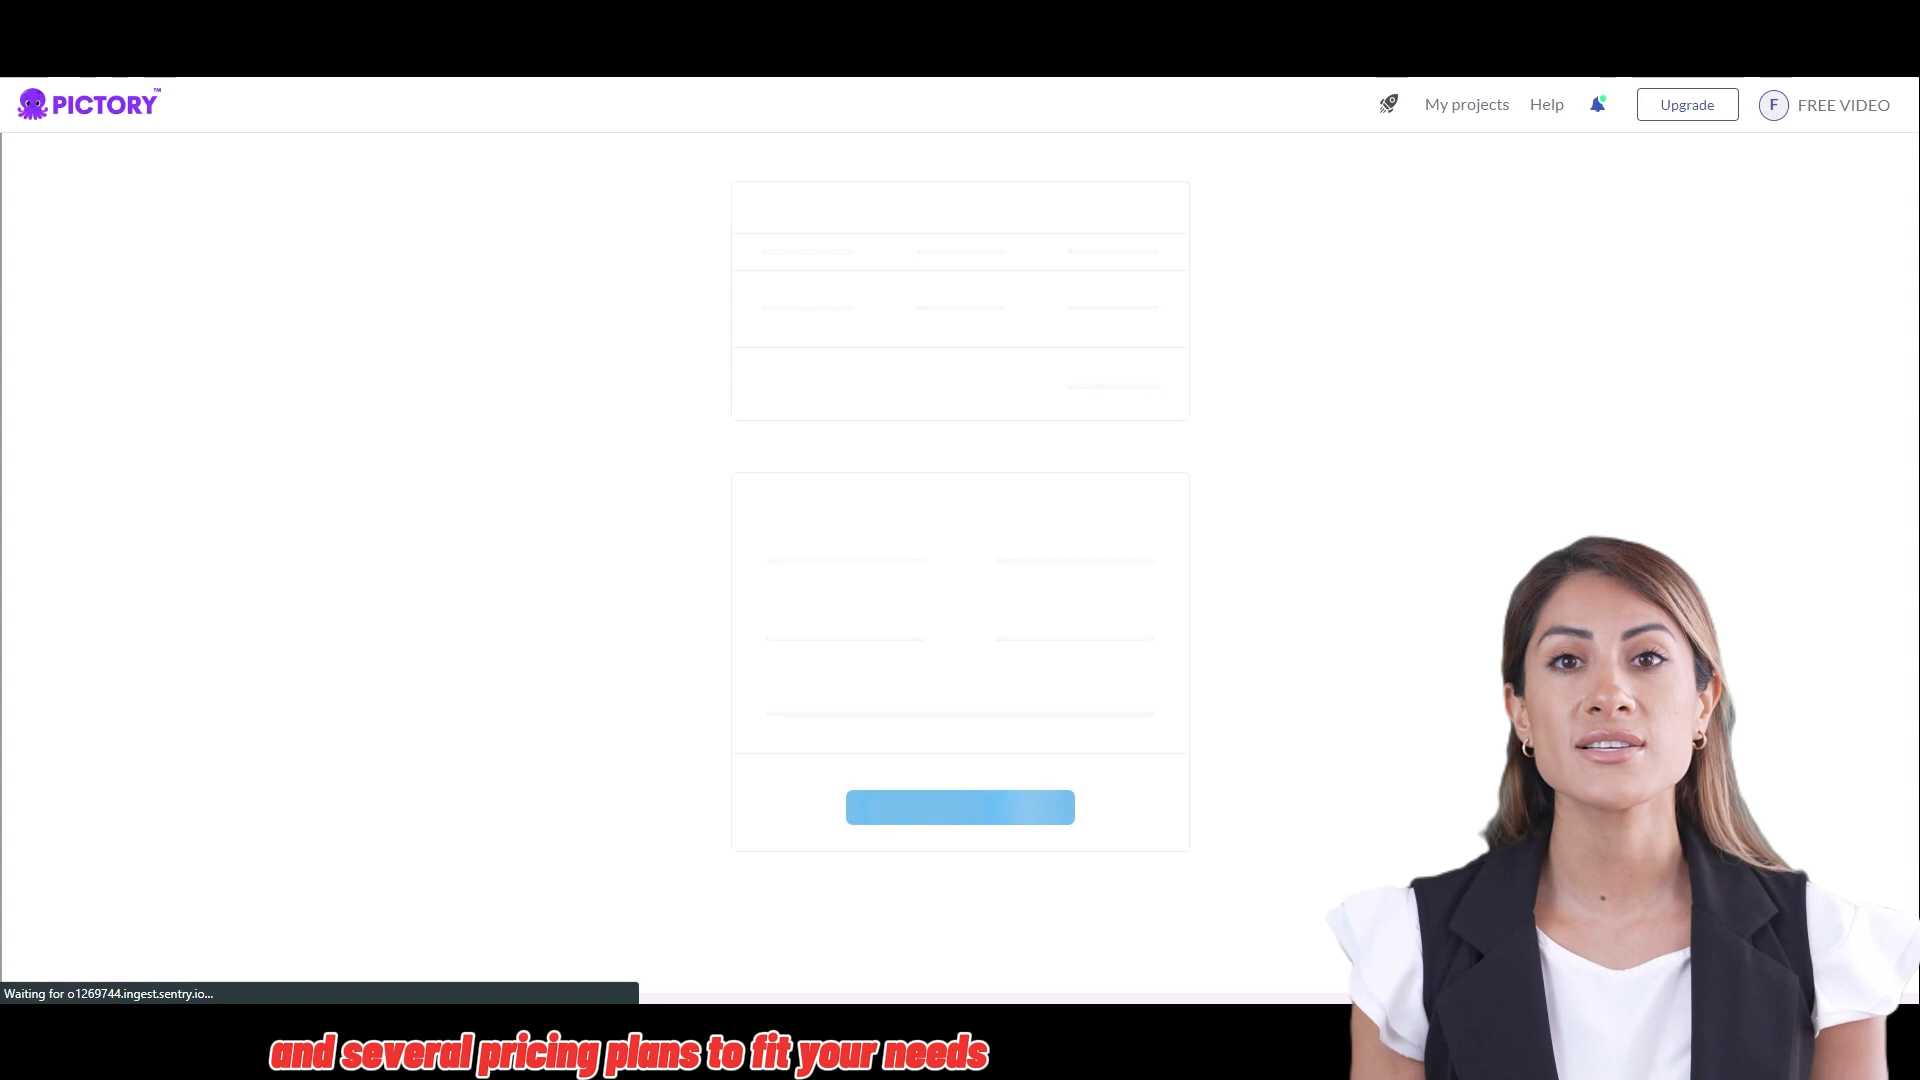 PICTORY™
My projects
Help
Upgrade
F
FREE VIDEO
Waiting for o1269744.ingest.sentry.io...
and several pricing plans to fit your needs